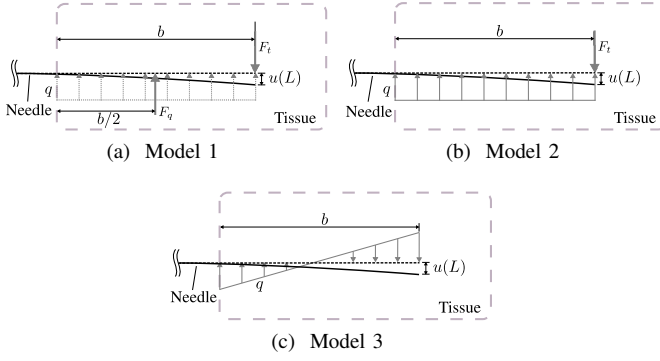 b
F_t
u(L)
q
Needle
b/2
F_q
Tissue
(a) Model 1
b
F_t
u(L)
q
Needle
Tissue
(b) Model 2
b
u(L)
q
Needle
Tissue
(c) Model 3